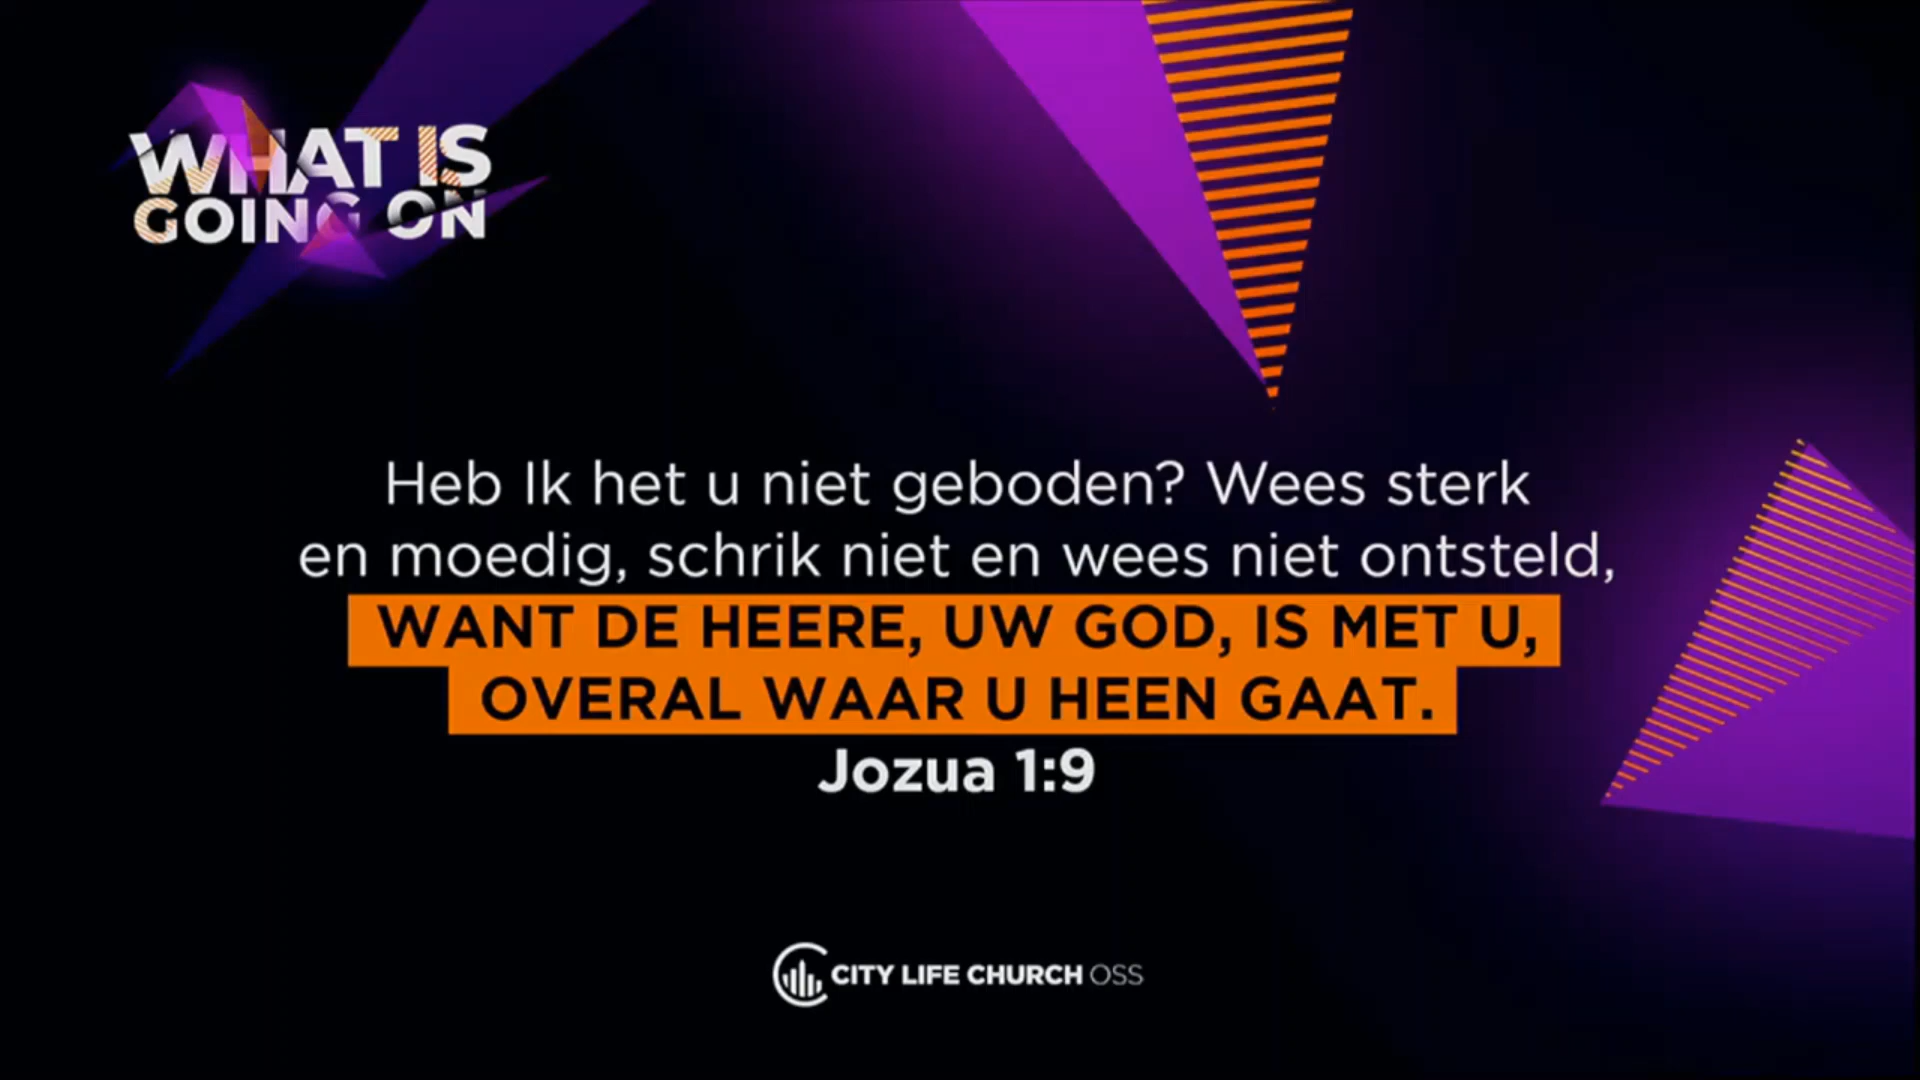 WHAT IS
GOING ON
Heb Ik het u niet geboden? Wees sterk
en moedig, schrik niet en wees niet ontsteld,
WANT DE HEERE, UW GOD, IS MET U,
OVERAL WAAR U HEEN GAAT.
Jozua 1:9
CITY LIFE CHURCH OSS